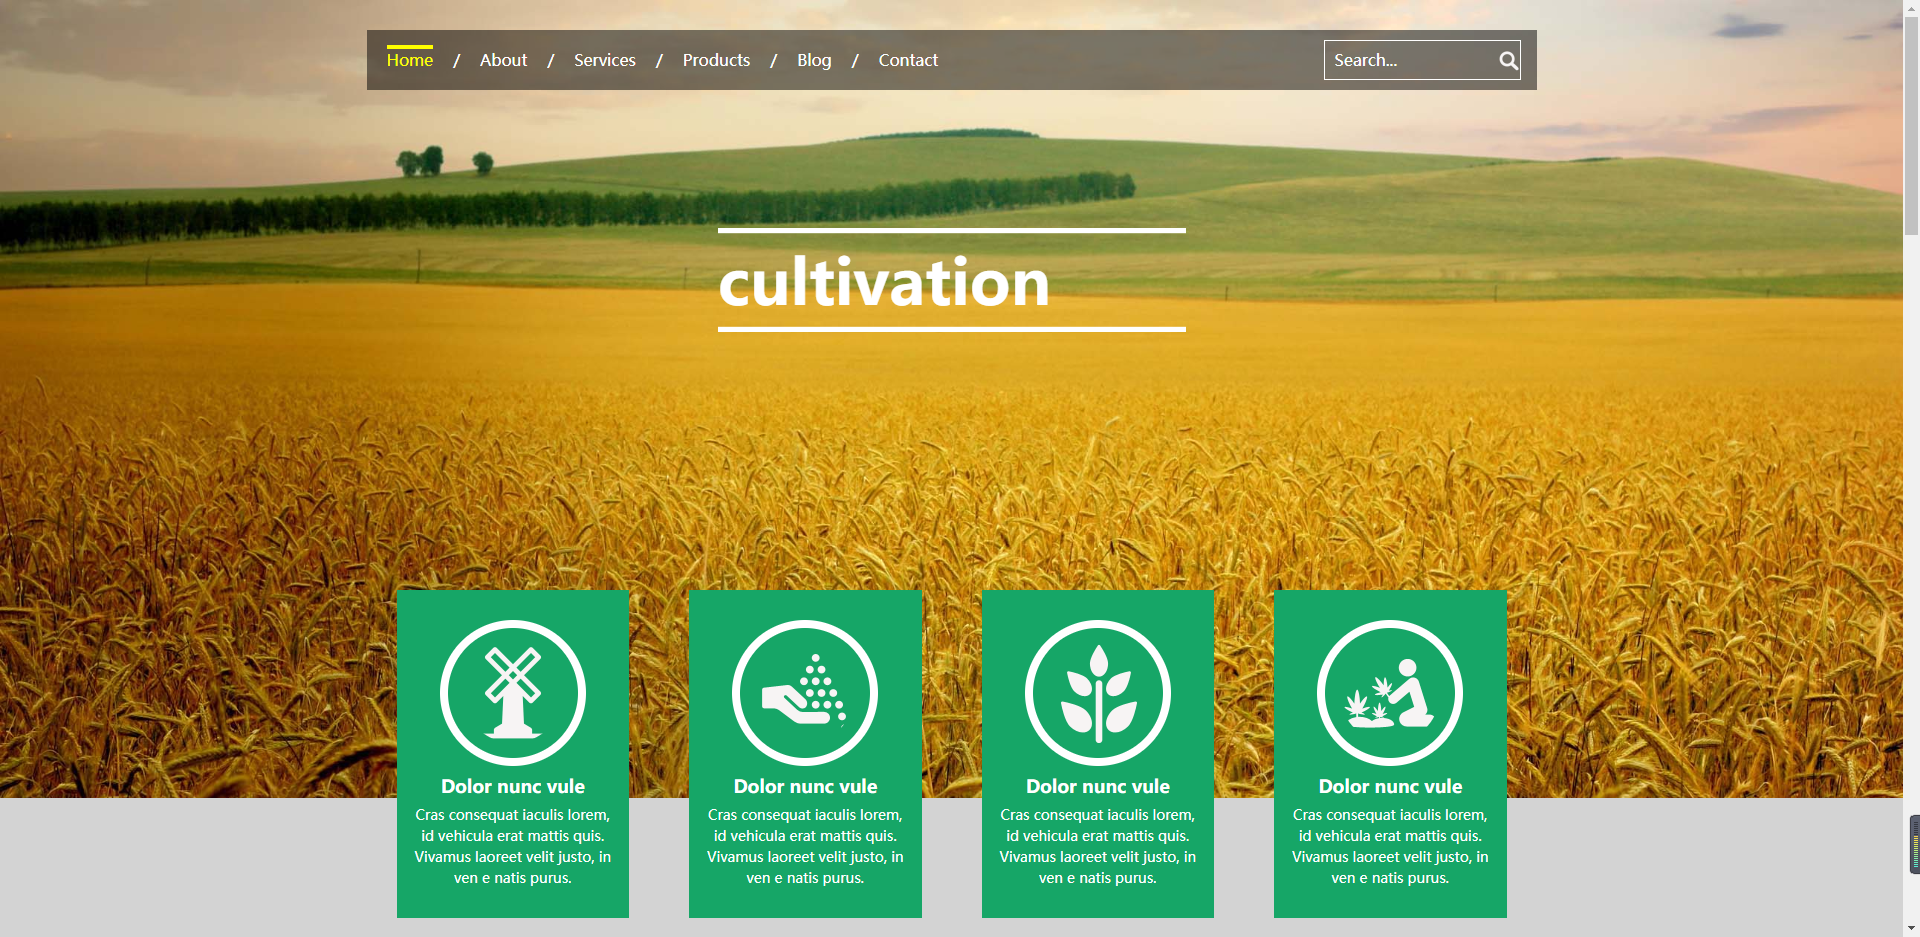 Home / About / Services / Products / Blog / Contact Search...
cultivation
Dolor nunc vule
Cras consequat iaculis lorem,
id vehicula erat mattis quis.
Vivamus laoreet velit justo, in
ven e natis purus.
Dolor nunc vule
Cras consequat iaculis lorem,
id vehicula erat mattis quis.
Vivamus laoreet velit justo, in
ven e natis purus.
Dolor nunc vule
Cras consequat iaculis lorem,
id vehicula erat mattis quis.
Vivamus laoreet velit justo, in
ven e natis purus.
Dolor nunc vule
Cras consequat iaculis lorem,
id vehicula erat mattis quis.
Vivamus laoreet velit justo, in
ven e natis purus.